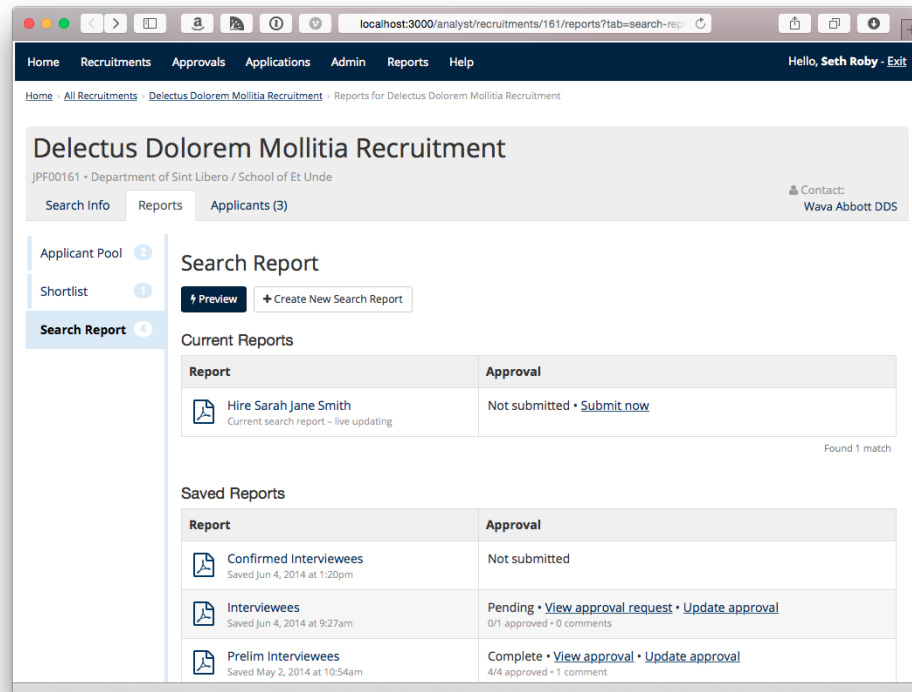 localhost:3000/analyst/recruitments/161/reports?tab=search-rep
Home Recruitments Approvals Applications Admin Reports Help Hello, Seth Roby - Exit
Home › All Recruitments › Delectus Dolorem Mollitia Recruitment › Reports for Delectus Dolorem Mollitia Recruitment
Delectus Dolorem Mollitia Recruitment
JPF00161 • Department of Sint Libero / School of Et Unde
Contact:
Wava Abbott DDS
Search Info Reports Applicants (3)
Applicant Pool 2
Shortlist 1
Search Report 4
Search Report
Preview + Create New Search Report
Current Reports
Report Approval
Hire Sarah Jane Smith Not submitted • Submit now
Current search report – live updating
Found 1 match
Saved Reports
Report Approval
Confirmed Interviewees Not submitted
Saved Jun 4, 2014 at 1:20pm
Interviewees Pending • View approval request • Update approval
Saved Jun 4, 2014 at 9:27am 0/1 approved • 0 comments
Prelim Interviewees Complete • View approval • Update approval
Saved May 2, 2014 at 10:54am 4/4 approved • 1 comment